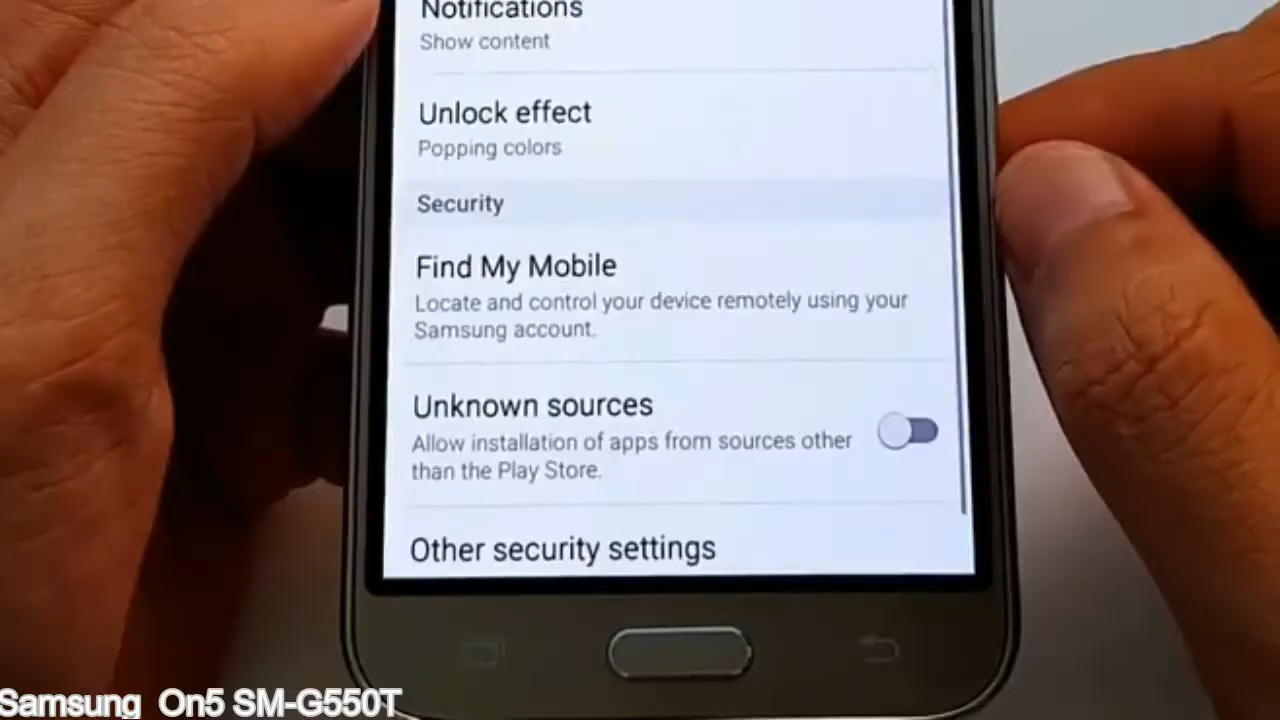 Notifications
Show content
Unlock effect
Popping colors
Security
Find My Mobile
Locate and control your device remotely using your
Samsung account.
Unknown sources
Allow installation of apps from sources other
than the Play Store.
Other security settings
Samsung On5 SM-G550T